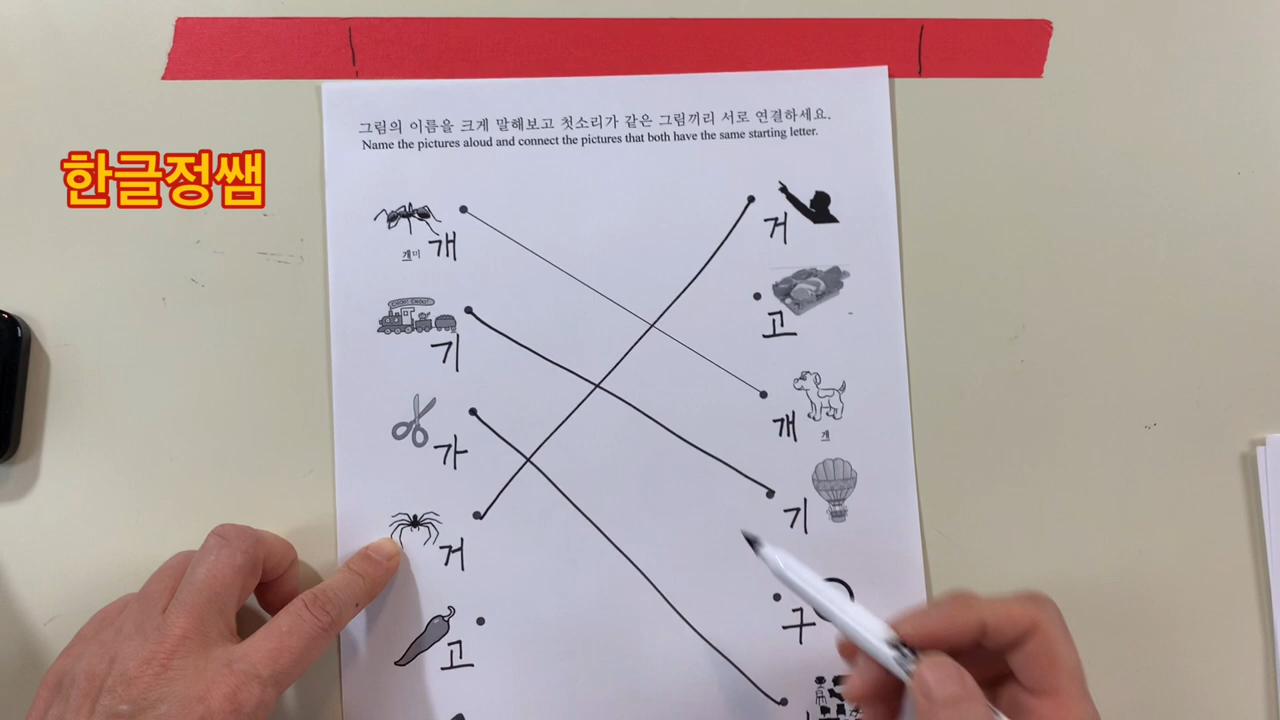 그림의 이름을 크게 말해보고 첫소리가 같은 그림끼리 서로 연결하세요.
Name the pictures aloud and connect the pictures that both have the same starting letter.
한글정쌤
개미 개
거
기
고
가
개 개
거
기
고
구